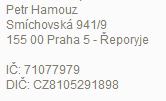 Petr Hamouz
Smíchovská 941/9
155 00 Praha 5 - Řeporyje

IČ: 71077979
DIČ: CZ8105291898